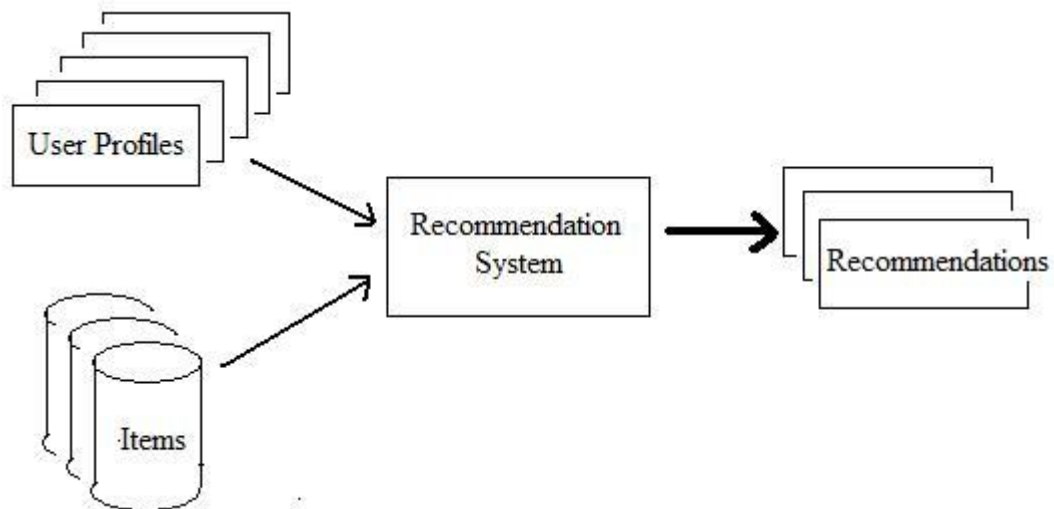 User Profiles
Recommendation
System
Recommendations
Items